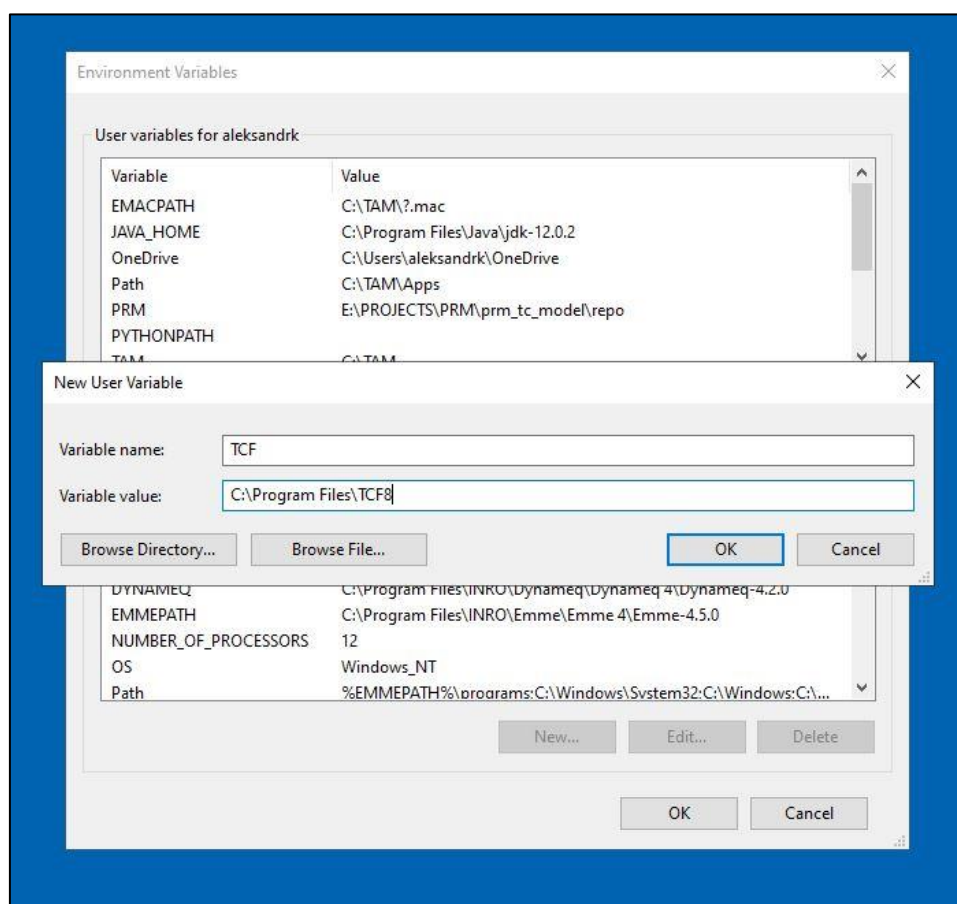 Environment Variables
User variables for aleksandrk
Variable Value
EMACPATH C:\TAM\?.mac
JAVA_HOME C:\Program Files\Java\jdk-12.0.2
OneDrive C:\Users\aleksandrk\OneDrive
Path C:\TAM\Apps
PRM E:\PROJECTS\PRM\prm_tc_model\repo
PYTHONPATH
TAM C:\TAM
New User Variable
Variable name: TCF
Variable value: C:\Program Files\TCF8
Browse Directory... Browse File... OK Cancel
DYNAMEQ C:\Program Files\INRO\Dynameq\Dynameq 4\Dynameq-4.2.0
EMMEPATH C:\Program Files\INRO\Emme\Emme 4\Emme-4.5.0
NUMBER_OF_PROCESSORS 12
OS Windows_NT
Path %EMMEPATH%\programs;C:\Windows\System32;C:\Windows;C:\...
New... Edit... Delete
OK Cancel